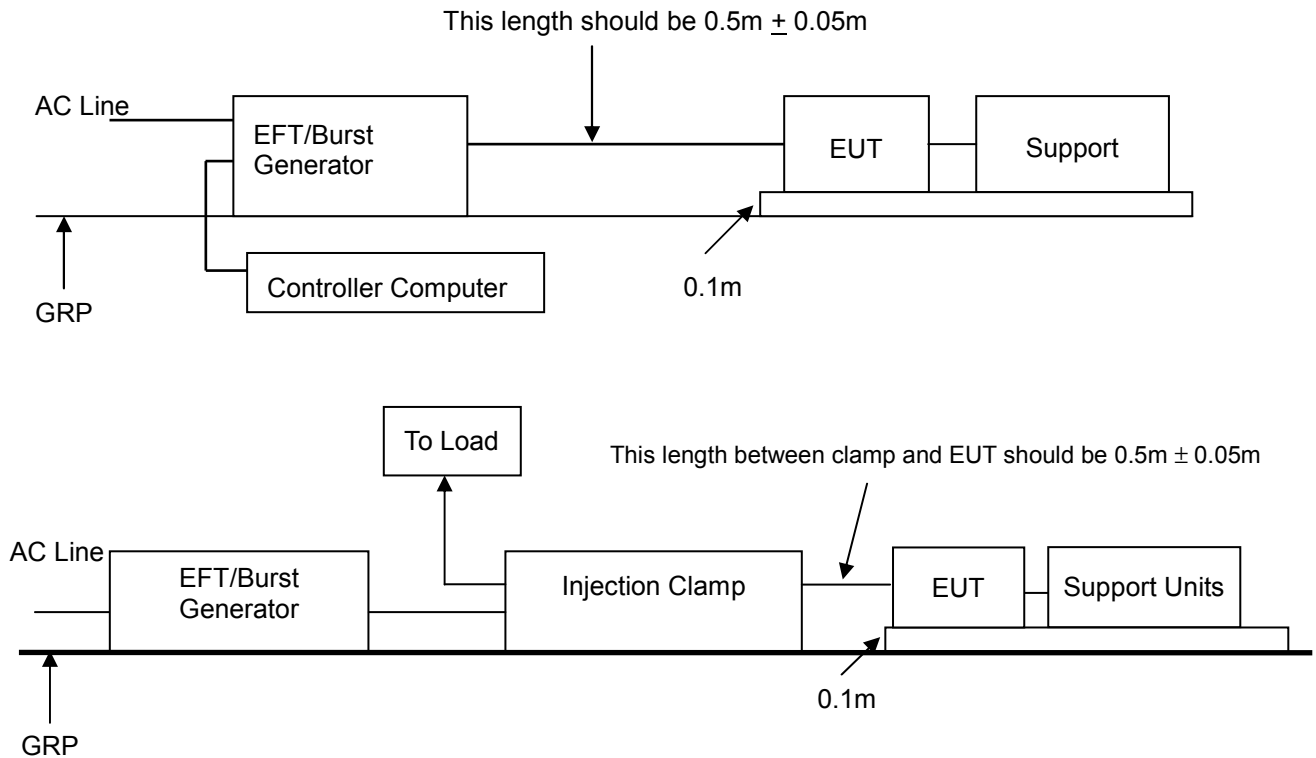 This length should be 0.5m ± 0.05m
AC Line
EFT/Burst
Generator
EUT
Support
Controller Computer
0.1m
GRP
To Load
This length between clamp and EUT should be 0.5m ± 0.05m
AC Line
EFT/Burst
Generator
Injection Clamp
EUT
Support Units
0.1m
GRP